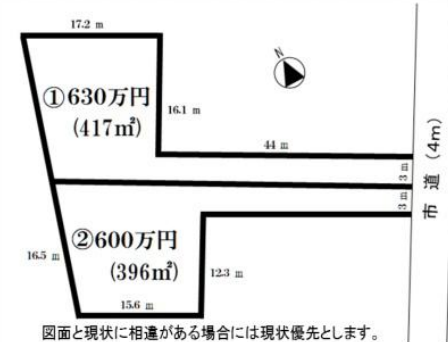 17.2 m
N
①630万円
(417㎡)
16.1 m
44 m
3 m
市道(4m)
3 m
②600万円
(396㎡)
16.5 m
12.3 m
15.6 m
図面と現状に相違がある場合には現状優先とします。